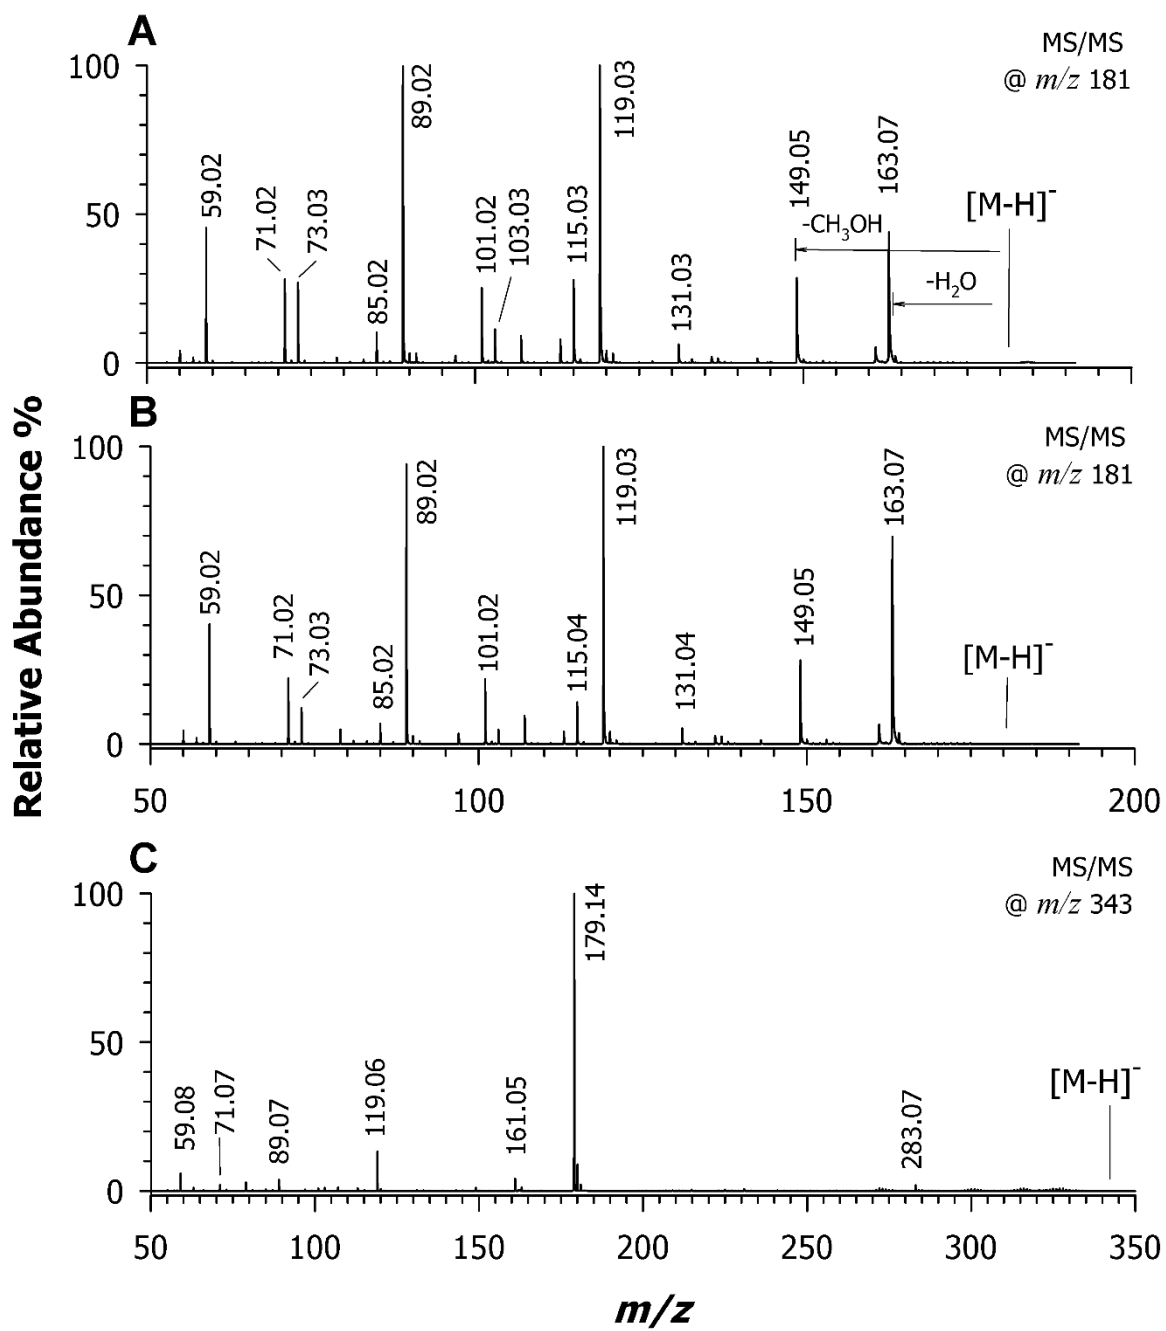 A
MS/MS
@ m/z 181
100
50
0
59.02
71.02
73.03
85.02
89.02
101.02
103.03
115.03
119.03
131.03
149.05
163.07
[M-H]-
-CH3OH
-H2O
B
MS/MS
@ m/z 181
100
50
0
59.02
71.02
73.03
85.02
89.02
101.02
115.04
119.03
131.04
149.05
163.07
[M-H]-
50 100 150 200
Relative Abundance %
C
MS/MS
@ m/z 343
100
50
0
59.08
71.07
89.07
119.06
161.05
179.14
283.07
[M-H]-
50 100 150 200 250 300 350
m/z